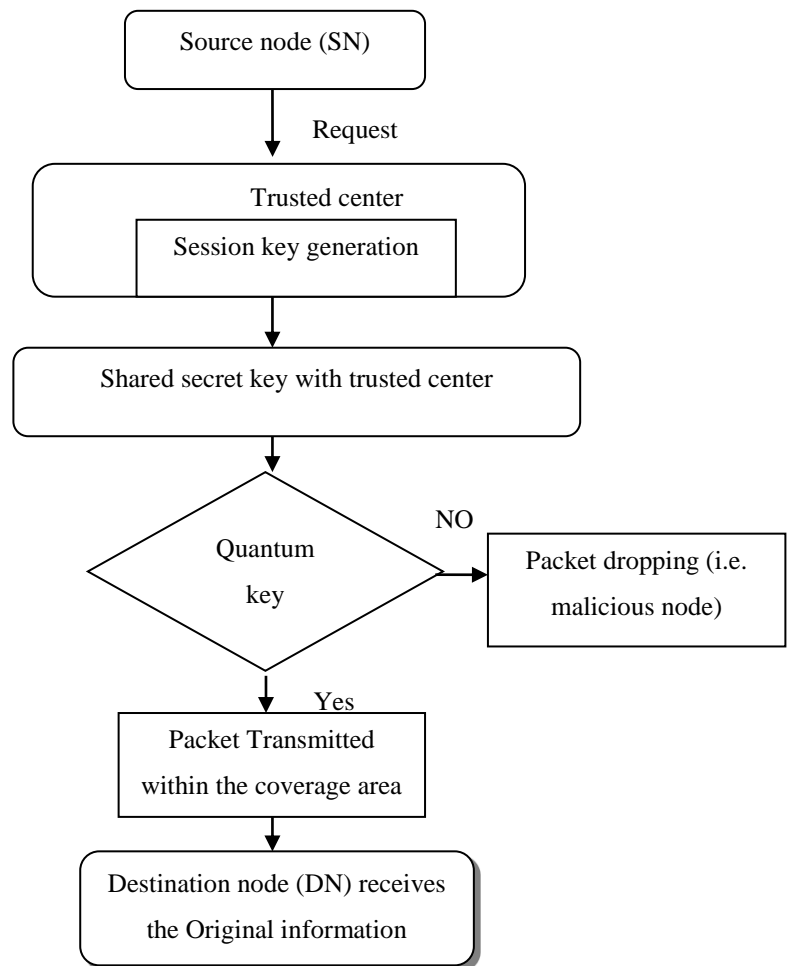 Source node (SN)
Request
Trusted center
Session key generation
Shared secret key with trusted center
NO
Quantum
key
Packet dropping (i.e.
malicious node)
Yes
Packet Transmitted
within the coverage area
Destination node (DN) receives
the Original information